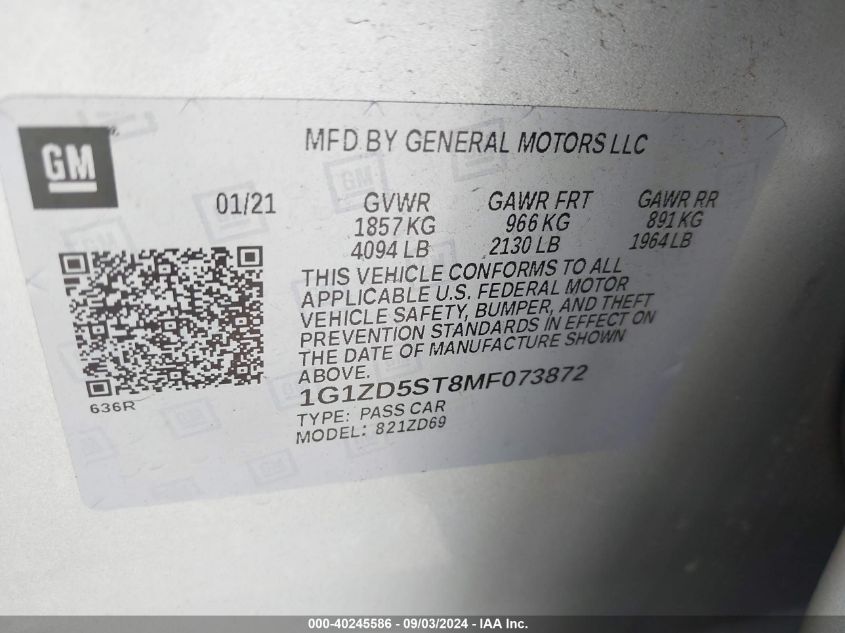 GM
MFD BY GENERAL MOTORS LLC
01/21
GVWR
1857 KG
4094 LB
GAWR FRT
966 KG
2130 LB
GAWR RR
891 KG
1964 LB
THIS VEHICLE CONFORMS TO ALL
APPLICABLE U.S. FEDERAL MOTOR
VEHICLE SAFETY, BUMPER, AND THEFT
PREVENTION STANDARDS IN EFFECT ON
THE DATE OF MANUFACTURE SHOWN
ABOVE.
1G1ZD5ST8MF073872
TYPE: PASS CAR
MODEL: 821ZD69
636R
000-40245586 - 09/03/2024 - IAA Inc.